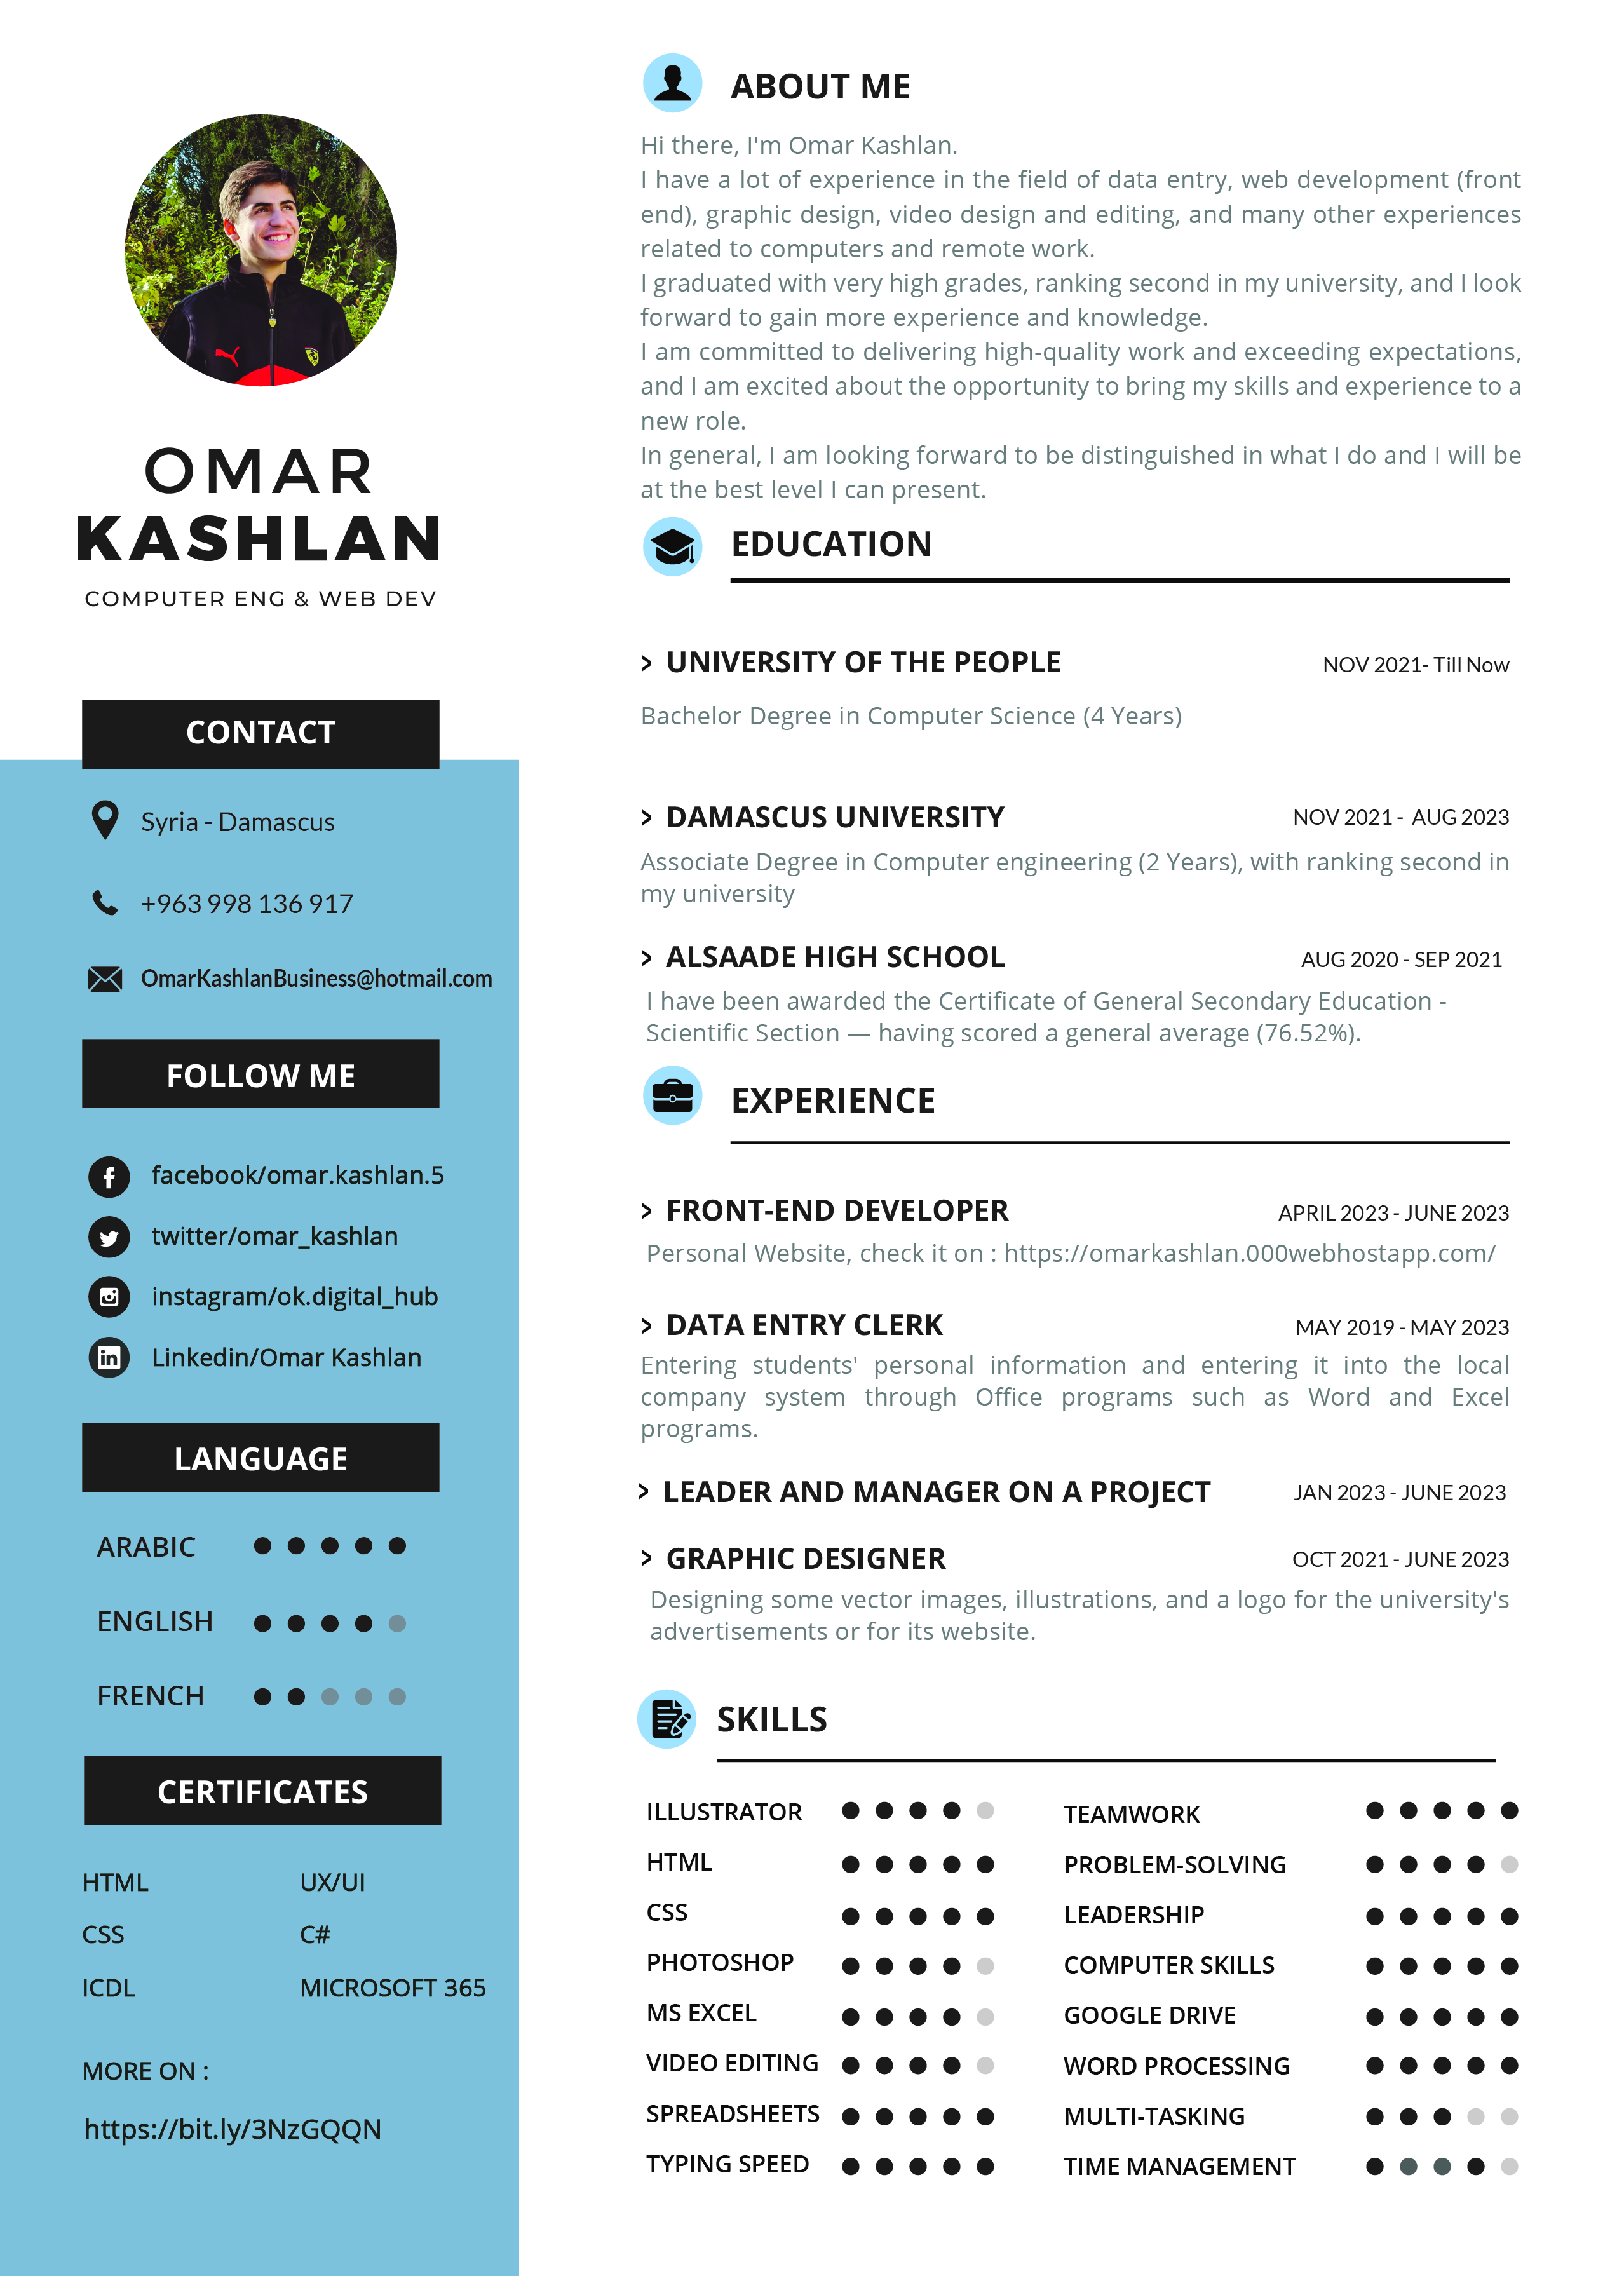 OMAR
KASHLAN
COMPUTER ENG & WEB DEV
CONTACT
Syria - Damascus
+963 998 136 917
OmarKashlanBusiness@hotmail.com
FOLLOW ME
facebook/omar.kashlan.5
twitter/omar_kashlan
instagram/ok.digital_hub
Linkedin/Omar Kashlan
LANGUAGE
ARABIC
ENGLISH
FRENCH
CERTIFICATES
HTML UX/UI
CSS C#
ICDL MICROSOFT 365
MORE ON :
https://bit.ly/3NzGQQN
ABOUT ME
Hi there, I'm Omar Kashlan.
I have a lot of experience in the field of data entry, web development (front
end), graphic design, video design and editing, and many other experiences
related to computers and remote work.
I graduated with very high grades, ranking second in my university, and I look
forward to gain more experience and knowledge.
I am committed to delivering high-quality work and exceeding expectations,
and I am excited about the opportunity to bring my skills and experience to a
new role.
In general, I am looking forward to be distinguished in what I do and I will be
at the best level I can present.
EDUCATION
> UNIVERSITY OF THE PEOPLE NOV 2021- Till Now
Bachelor Degree in Computer Science (4 Years)
> DAMASCUS UNIVERSITY NOV 2021 - AUG 2023
Associate Degree in Computer engineering (2 Years), with ranking second in
my university
> ALSAADE HIGH SCHOOL AUG 2020 - SEP 2021
I have been awarded the Certificate of General Secondary Education -
Scientific Section — having scored a general average (76.52%).
EXPERIENCE
> FRONT-END DEVELOPER APRIL 2023 - JUNE 2023
Personal Website, check it on : https://omarkashlan.000webhostapp.com/
> DATA ENTRY CLERK MAY 2019 - MAY 2023
Entering students' personal information and entering it into the local
company system through Office programs such as Word and Excel
programs.
> LEADER AND MANAGER ON A PROJECT JAN 2023 - JUNE 2023
> GRAPHIC DESIGNER OCT 2021 - JUNE 2023
Designing some vector images, illustrations, and a logo for the university's
advertisements or for its website.
SKILLS
ILLUSTRATOR TEAMWORK
HTML PROBLEM-SOLVING
CSS LEADERSHIP
PHOTOSHOP COMPUTER SKILLS
MS EXCEL GOOGLE DRIVE
VIDEO EDITING WORD PROCESSING
SPREADSHEETS MULTI-TASKING
TYPING SPEED TIME MANAGEMENT